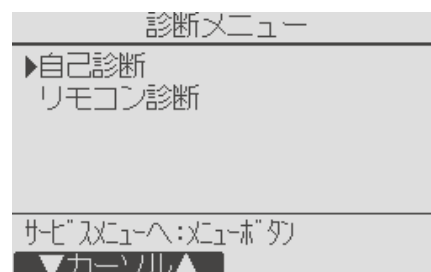 診断メニュー
▶自己診断
リモコン診断
ｻｰﾋﾞｽﾒﾆｭｰへ:ﾒﾆｭｰﾎﾞﾀﾝ
▼カーソル▲